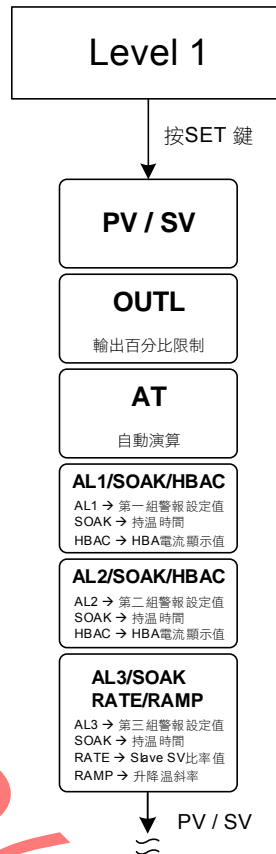 Level 1
按SET 鍵
PV / SV
OUTL
輸出百分比限制
AT
自動演算
AL1/SOAK/HBAC
AL1 → 第一組警報設定值
SOAK → 持温時間
HBAC → HBA電流顯示值
AL2/SOAK/HBAC
AL2 → 第二組警報設定值
SOAK → 持温時間
HBAC → HBA電流顯示值
AL3/SOAK
RATE/RAMP
AL3 → 第三組警報設定值
SOAK → 持温時間
RATE → Slave SV比率值
RAMP → 升降温斜率
PV / SV